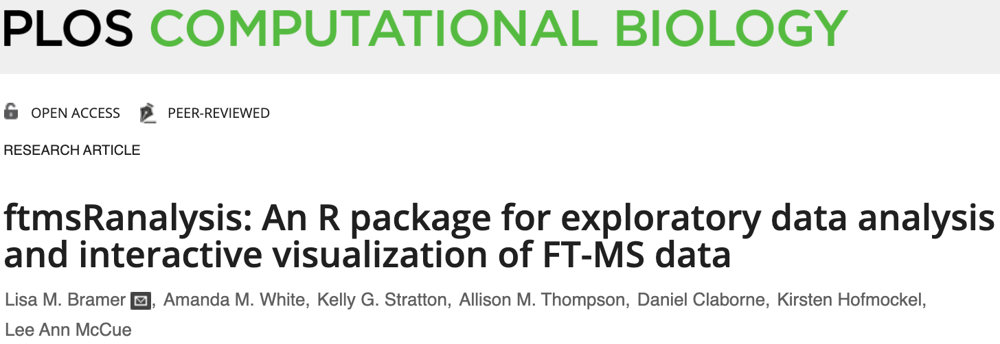 PLOS COMPUTATIONAL BIOLOGY
OPEN ACCESS PEER-REVIEWED
RESEARCH ARTICLE
ftmsRanalysis: An R package for exploratory data analysis
and interactive visualization of FT-MS data
Lisa M. Bramer, Amanda M. White, Kelly G. Stratton, Allison M. Thompson, Daniel Claborne, Kirsten Hofmockel,
Lee Ann McCue